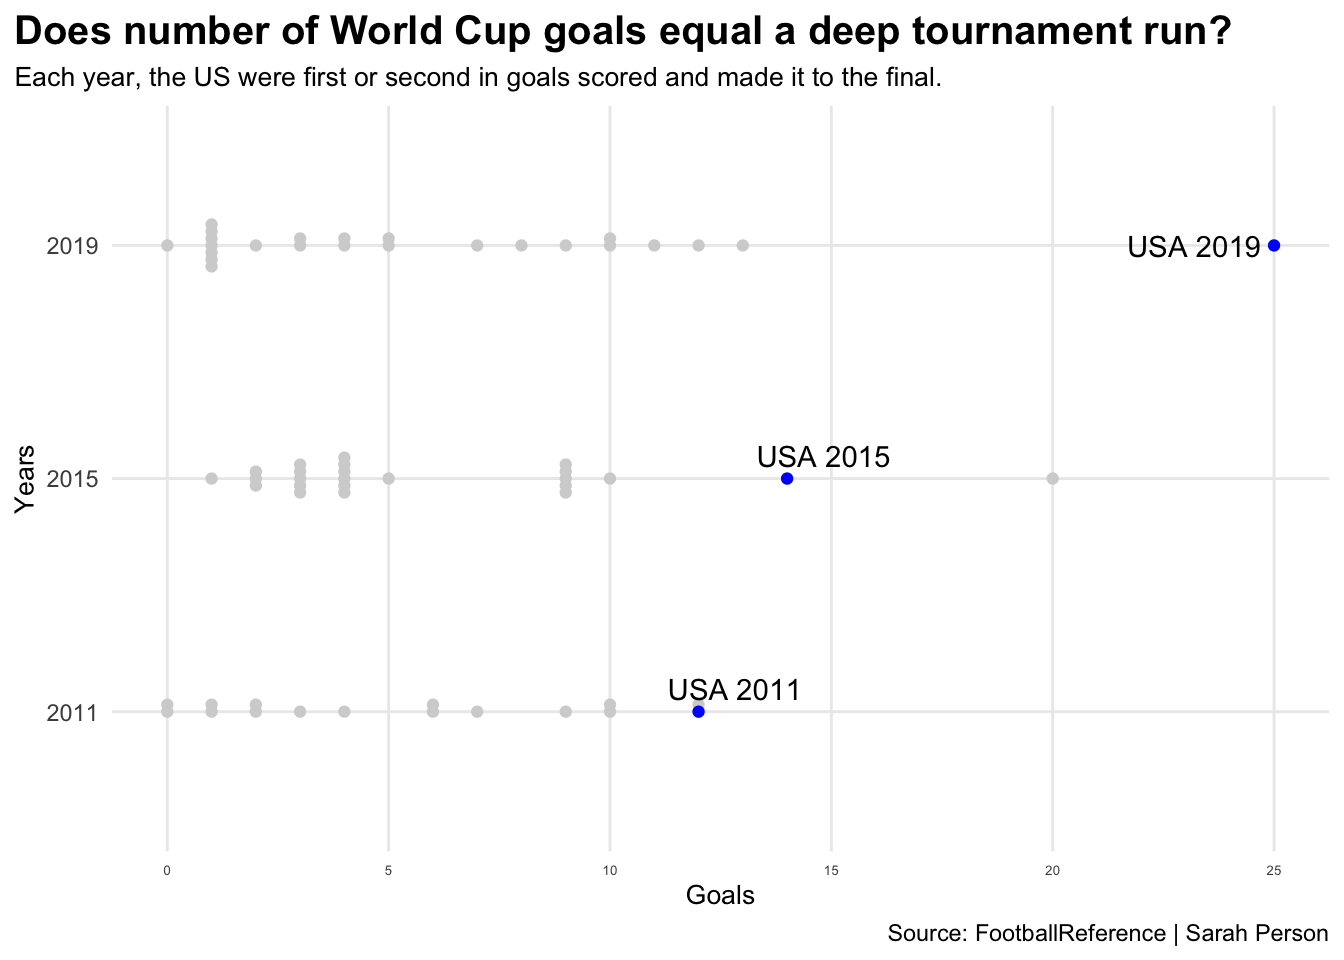 Does number of World Cup goals equal a deep tournament run?
Each year, the US were first or second in goals scored and made it to the final.
2019
USA 2019
USA 2015
Years
2015
USA 2011
2011
0 5 10 15 20 25
Goals
Source: FootballReference | Sarah Person